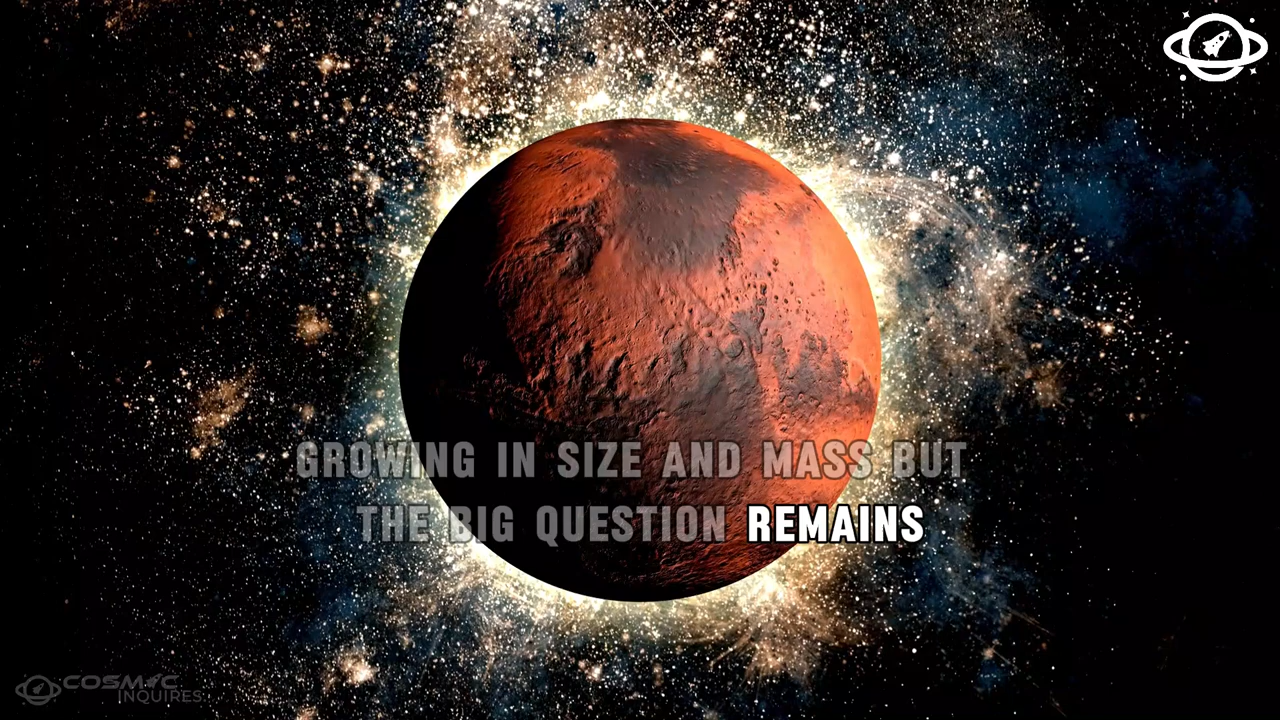 GROWING IN SIZE AND MASS BUT
THE BIG QUESTION REMAINS
COSMIC
INQUIRES